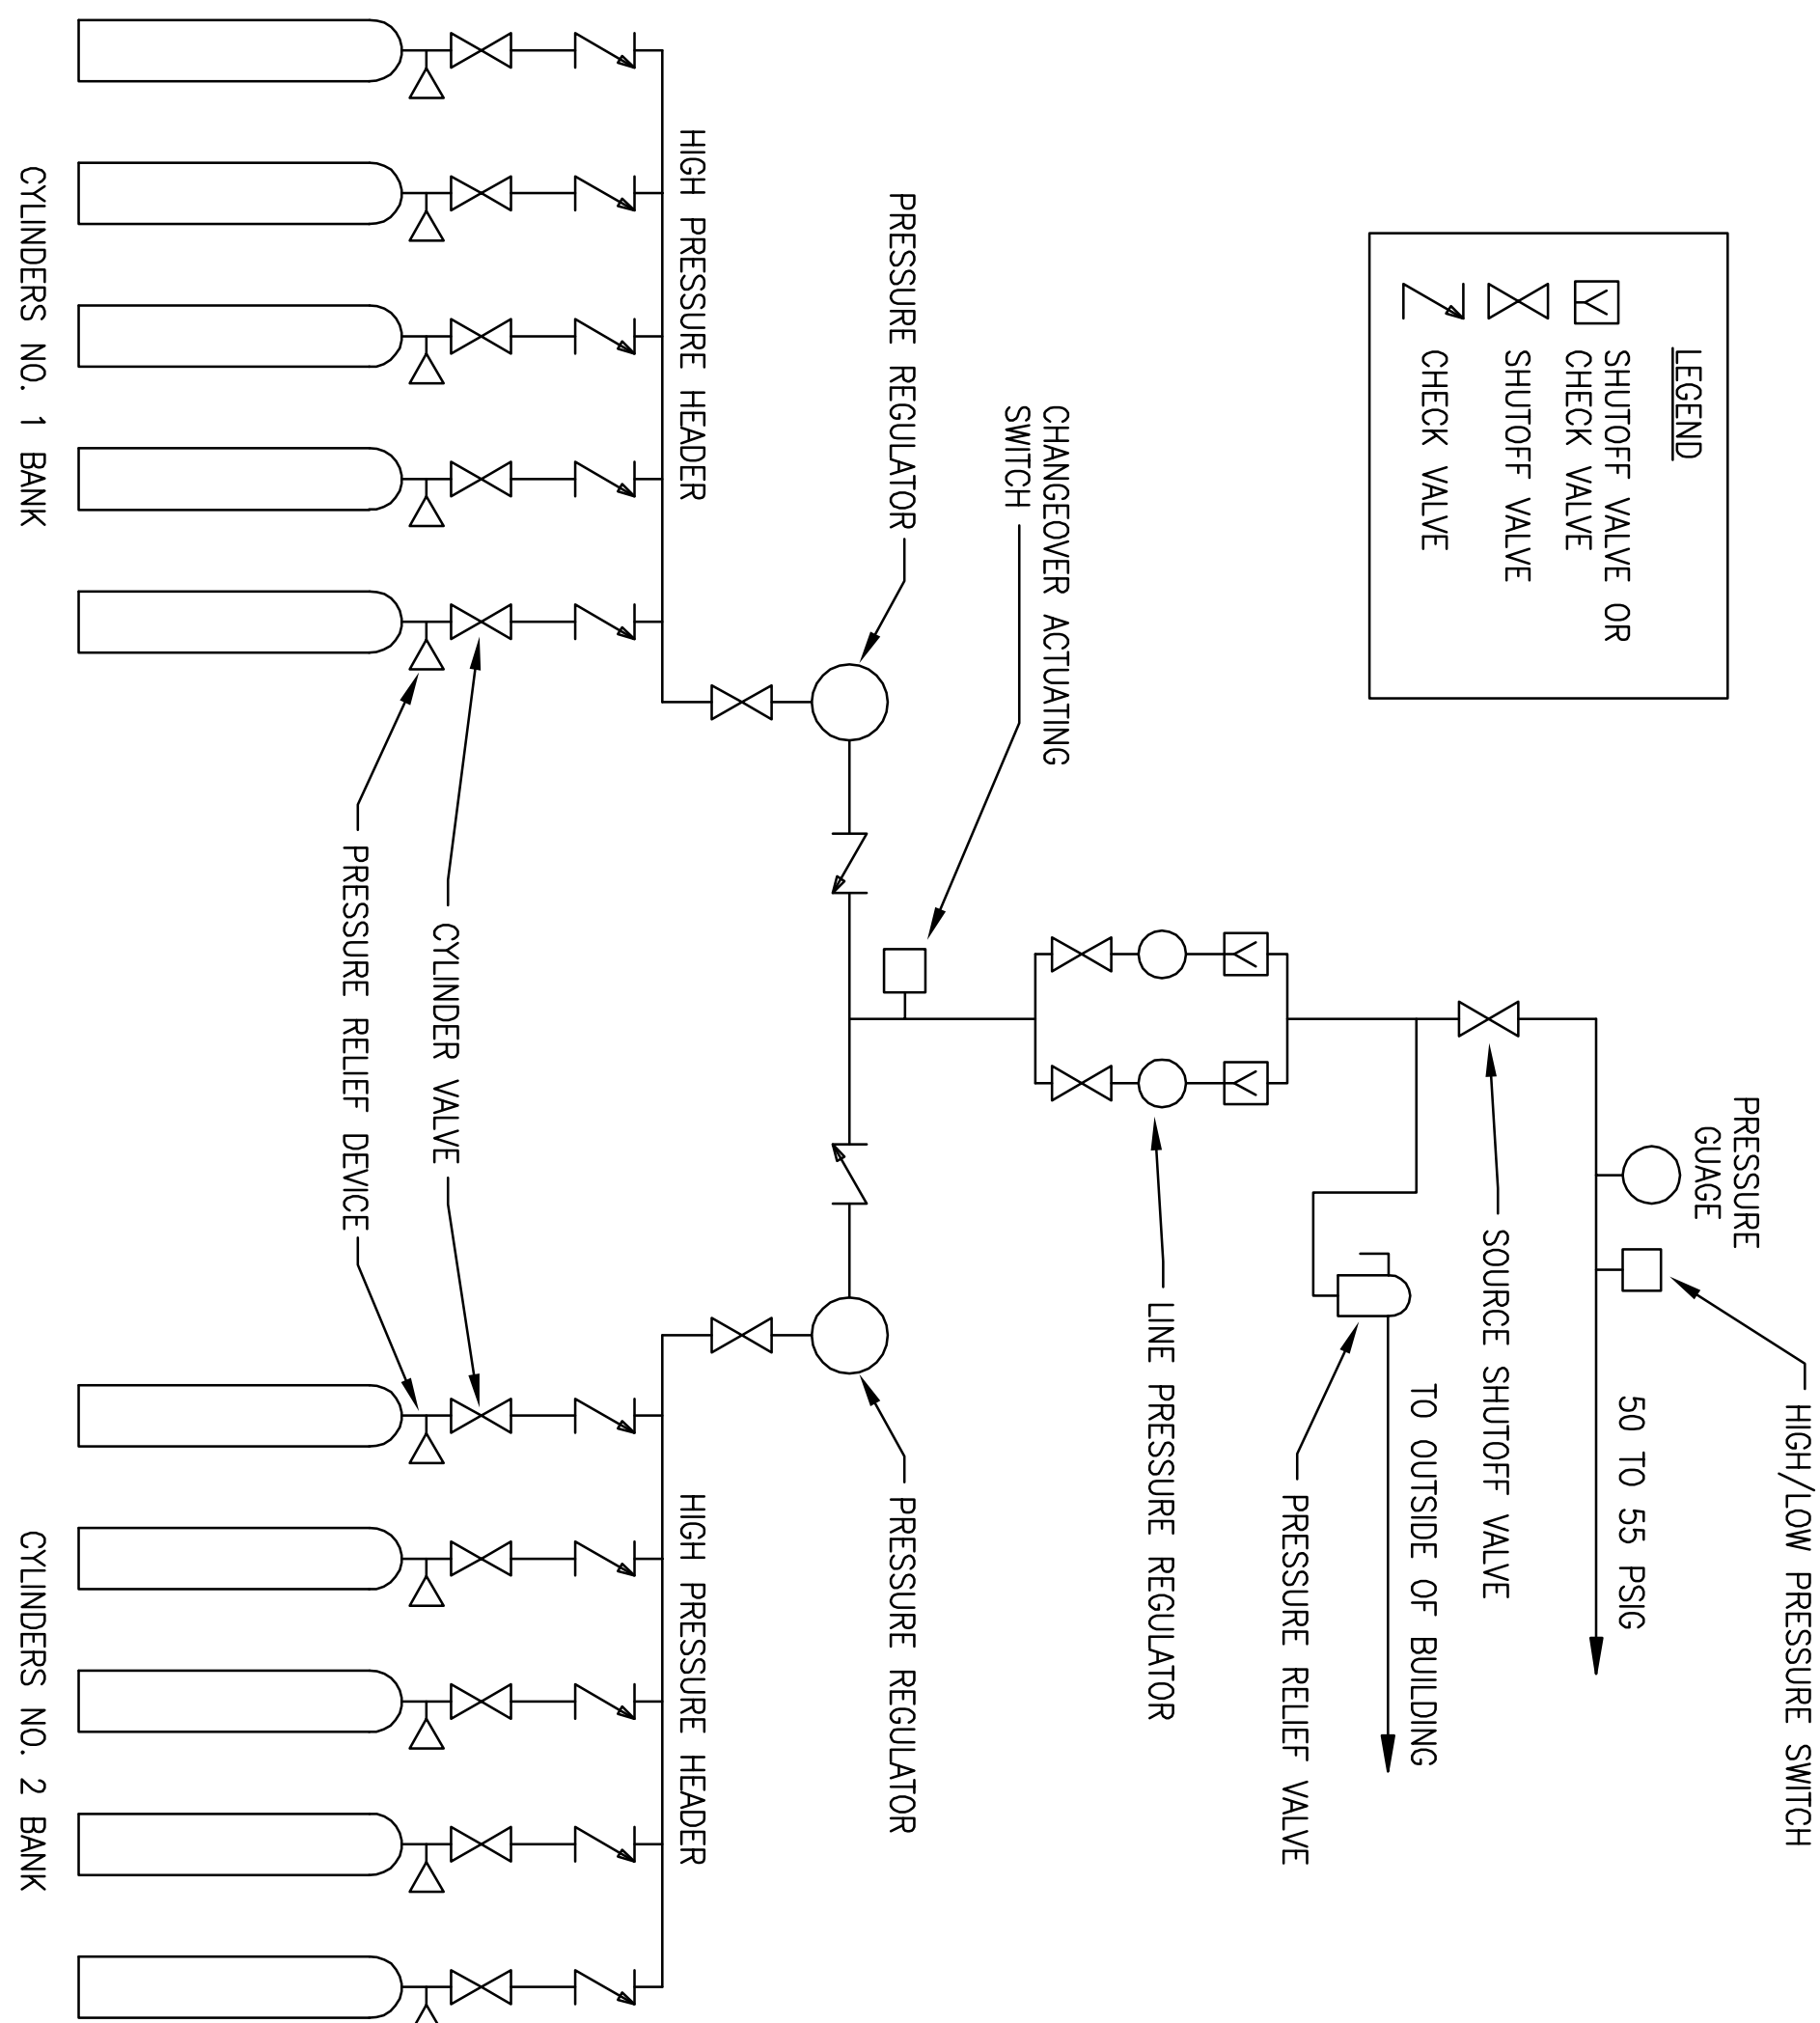 LEGEND
SHUTOFF VALVE OR
CHECK VALVE
SHUTOFF VALVE
CHECK VALVE
HIGH/LOW PRESSURE SWITCH
PRESSURE
GUAGE
50 TO 55 PSIG
SOURCE SHUTOFF VALVE
TO OUTSIDE OF BUILDING
PRESSURE RELIEF VALVE
LINE PRESSURE REGULATOR
CHANGEOVER ACTUATING
SWITCH
PRESSURE REGULATOR
PRESSURE REGULATOR
HIGH PRESSURE HEADER
HIGH PRESSURE HEADER
CYLINDER VALVE
PRESSURE RELIEF DEVICE
CYLINDERS NO. 1 BANK
CYLINDERS NO. 2 BANK